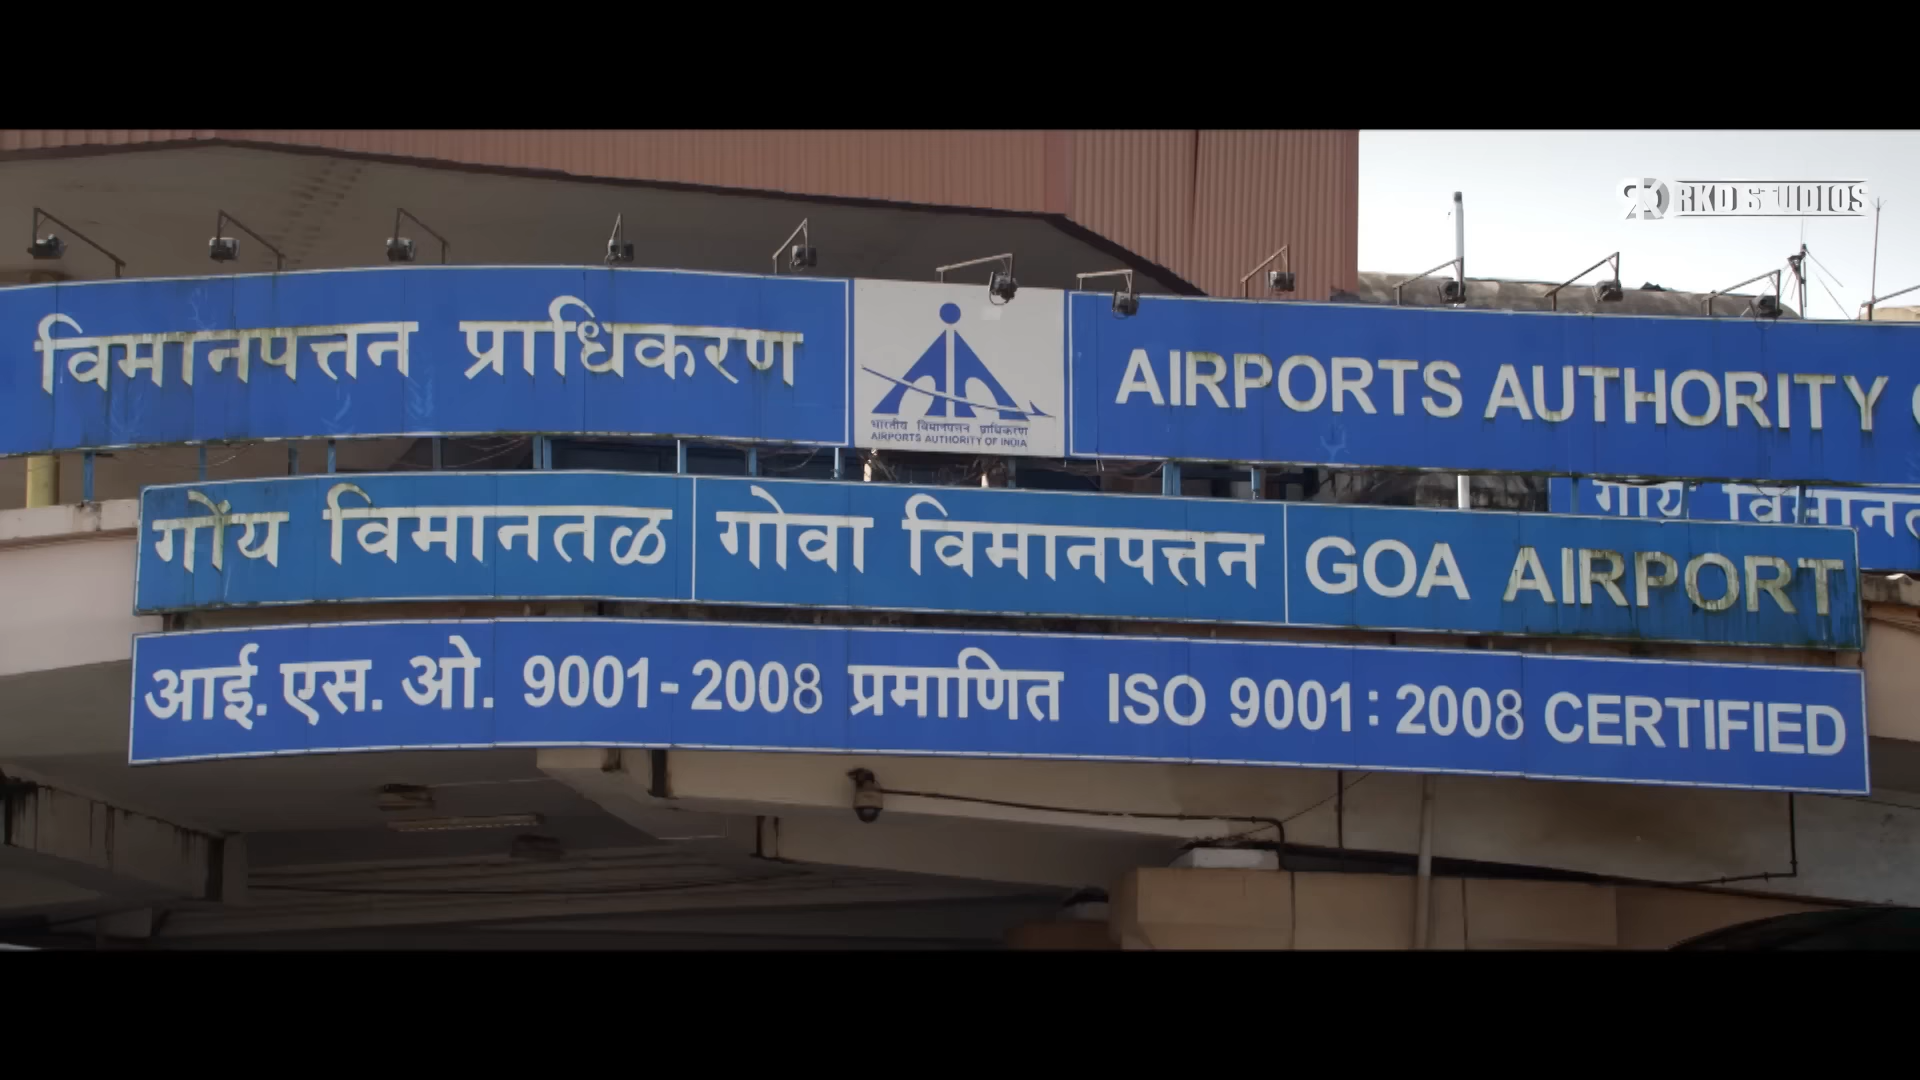 RKD STUDIOS
विमानपत्तन प्राधिकरण
भारतीय विमानपत्तन प्राधिकरण
AIRPORTS AUTHORITY OF INDIA
AIRPORTS AUTHORITY
गोंय विमानतळ
गोवा विमानपत्तन
GOA AIRPORT
गोंय
आई. एस. ओ. 9001-2008 प्रमाणित ISO 9001:2008 CERTIFIED